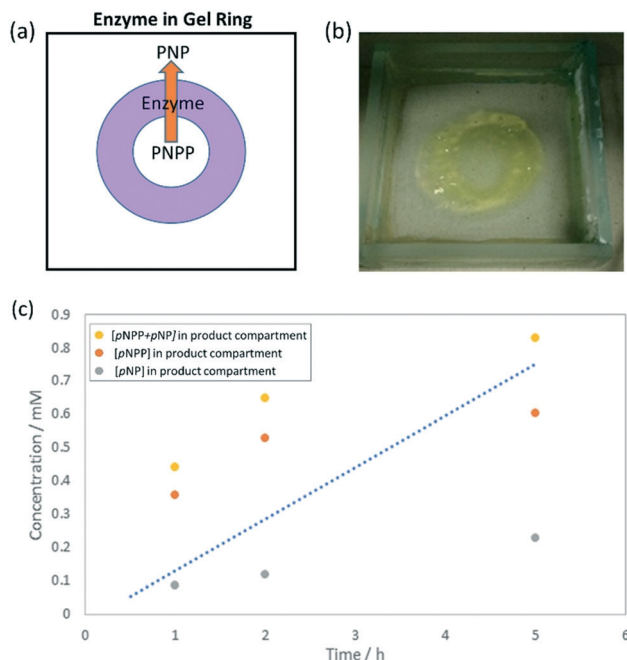 (a)
Enzyme in Gel Ring
PNP
Enzyme
PNPP
(b)
(c)
0.9
0.8
0.7
0.6
0.5
0.4
0.3
0.2
0.1
0
Concentration / mM
[pNPP+pNP] in product compartment
[pNPP] in product compartment
[pNP] in product compartment
0 1 2 3 4 5 6
Time / h